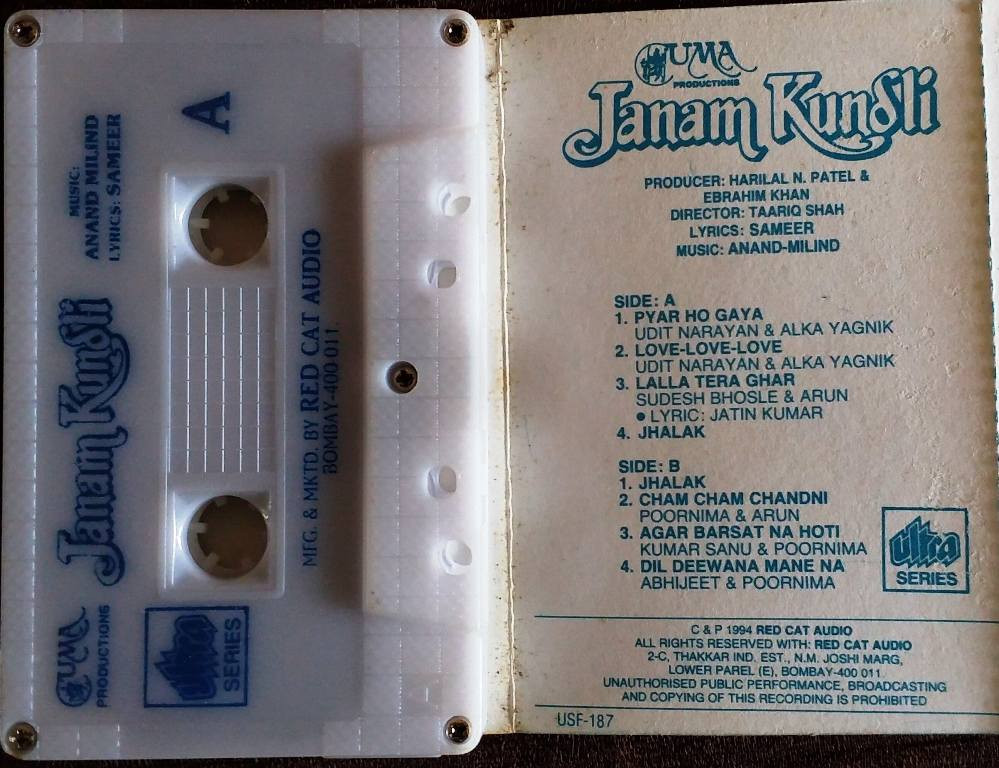 A
MUSIC:
ANAND MILIND
LYRICS: SAMEER
Janam Kundli
UMA
PRODUCTIONS
ultra
SERIES
MFG. & MKTD. BY RED CAT AUDIO
BOMBAY-400 011.
UMA
PRODUCTIONS
Janam Kundli
PRODUCER: HARILAL N. PATEL &
EBRAHIM KHAN
DIRECTOR: TAARIQ SHAH
LYRICS: SAMEER
MUSIC: ANAND-MILIND
SIDE: A
1. PYAR HO GAYA
UDIT NARAYAN & ALKA YAGNIK
2. LOVE-LOVE-LOVE
UDIT NARAYAN & ALKA YAGNIK
3. LALLA TERA GHAR
SUDESH BHOSLE & ARUN
● LYRIC: JATIN KUMAR
4. JHALAK
SIDE: B
1. JHALAK
2. CHAM CHAM CHANDNI
POORNIMA & ARUN
3. AGAR BARSAT NA HOTI
KUMAR SANU & POORNIMA
4. DIL DEEWANA MANE NA
ABHIJEET & POORNIMA
ultra
SERIES
C & P 1994 RED CAT AUDIO
ALL RIGHTS RESERVED WITH: RED CAT AUDIO
2-C, THAKKAR IND. EST., N.M. JOSHI MARG,
LOWER PAREL (E), BOMBAY-400 011.
UNAUTHORISED PUBLIC PERFORMANCE, BROADCASTING
AND COPYING OF THIS RECORDING IS PROHIBITED
USF-187